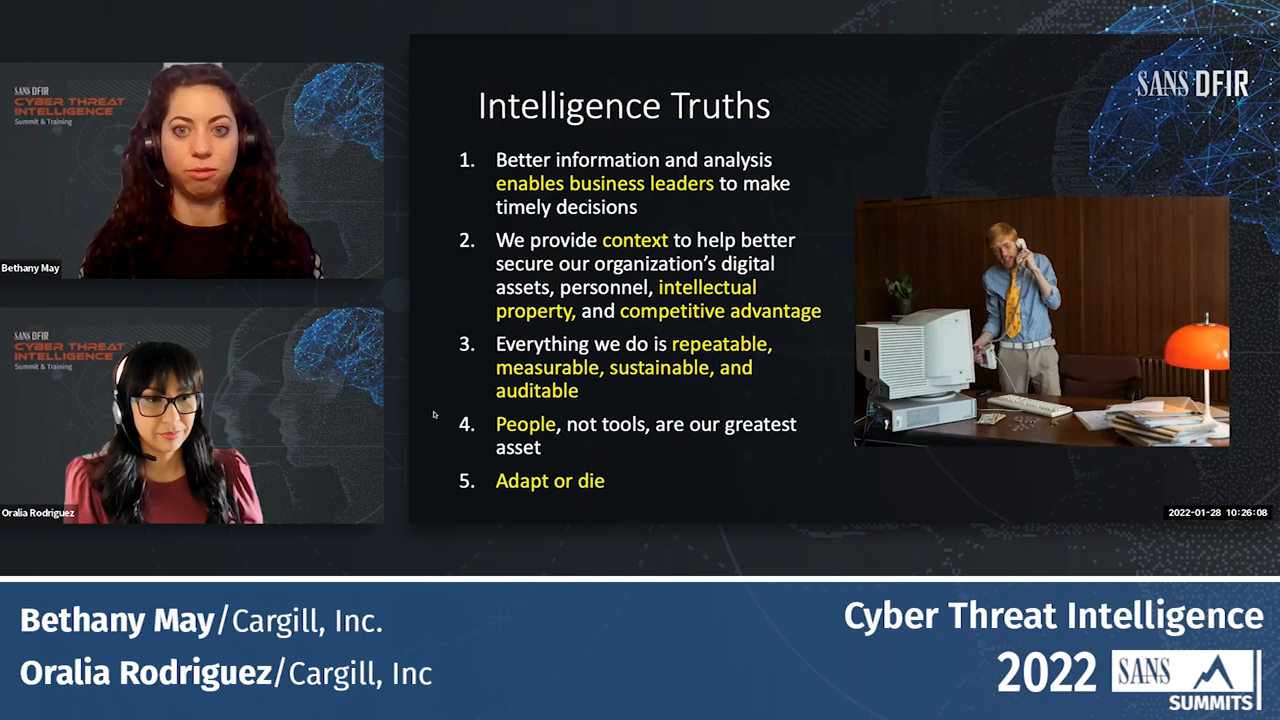 SANS DFIR
CYBER THREAT
INTELLIGENCE
Summit & Training
Bethany May
SANS DFIR
CYBER THREAT
INTELLIGENCE
Summit & Training
Oralia Rodriguez
SANS DFIR
Intelligence Truths
1. Better information and analysis
enables business leaders to make
timely decisions
2. We provide context to help better
secure our organization’s digital
assets, personnel, intellectual
property, and competitive advantage
3. Everything we do is repeatable,
measurable, sustainable, and
auditable
4. People, not tools, are our greatest
asset
5. Adapt or die
2022-01-28 10:26:08
Bethany May/Cargill, Inc.
Oralia Rodriguez/Cargill, Inc
Cyber Threat Intelligence
2022 SANS
SUMMITS